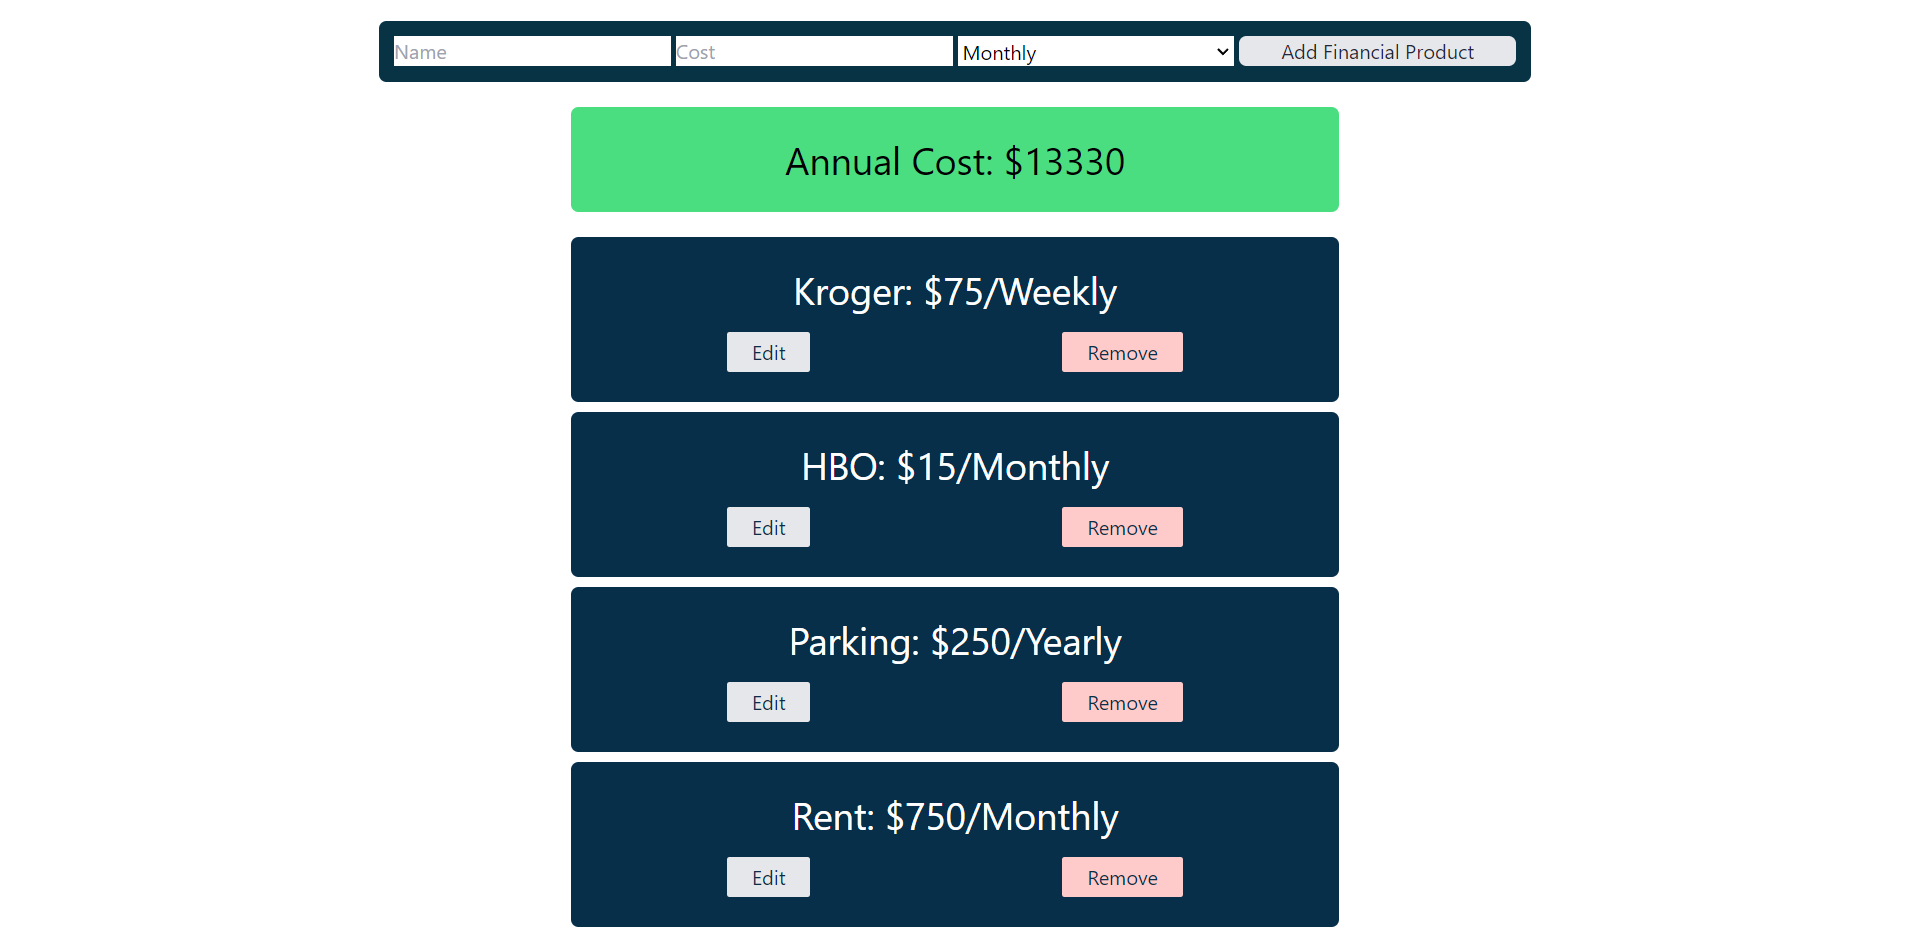 Name Cost Monthly Add Financial Product
Annual Cost: $13330
Kroger: $75/Weekly
Edit Remove
HBO: $15/Monthly
Edit Remove
Parking: $250/Yearly
Edit Remove
Rent: $750/Monthly
Edit Remove